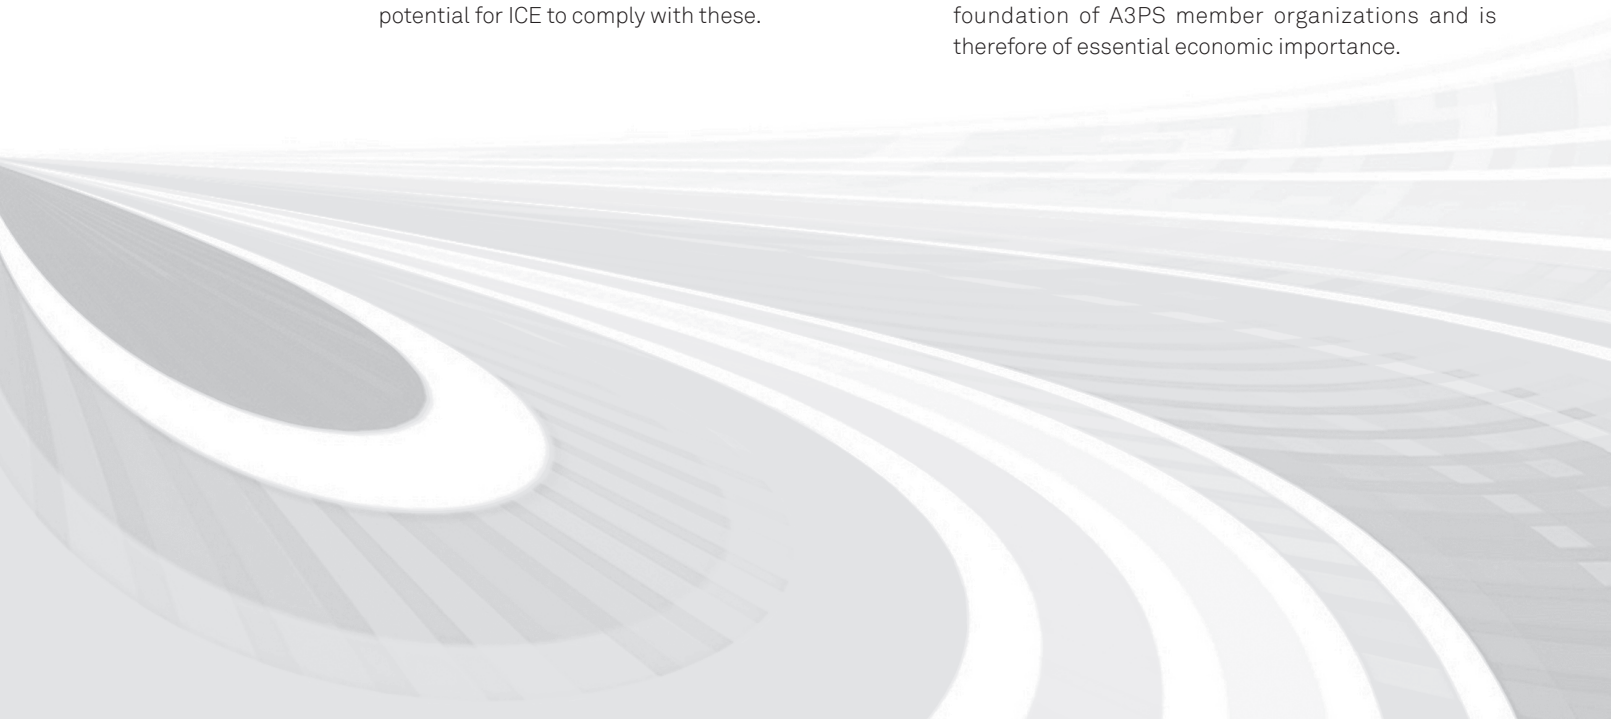 potential for ICE to comply with these.
foundation of A3PS member organizations and is
therefore of essential economic importance.